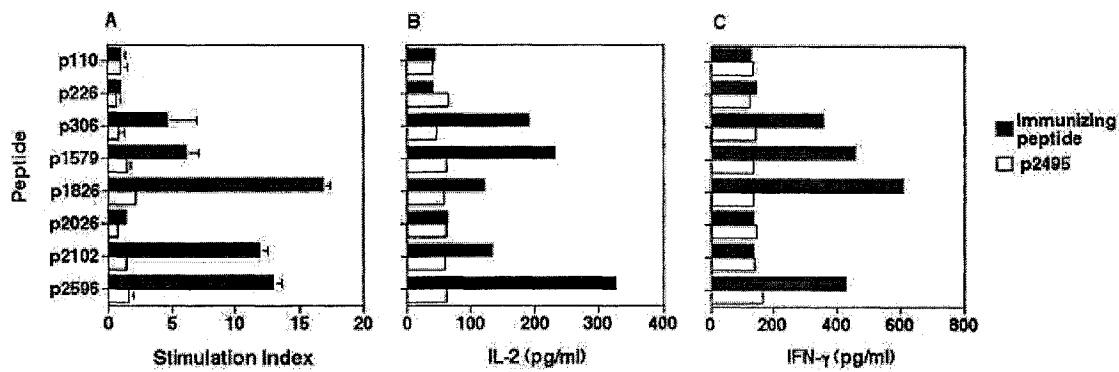 A
B
C
Peptide
p110
p226
p306
p1579
p1826
p2026
p2102
p2596
0 5 10 15 20
0 100 200 300 400
0 200 400 600 800
Stimulation Index
IL-2 (pg/ml)
IFN-γ (pg/ml)
Immunizing
peptide
p2495